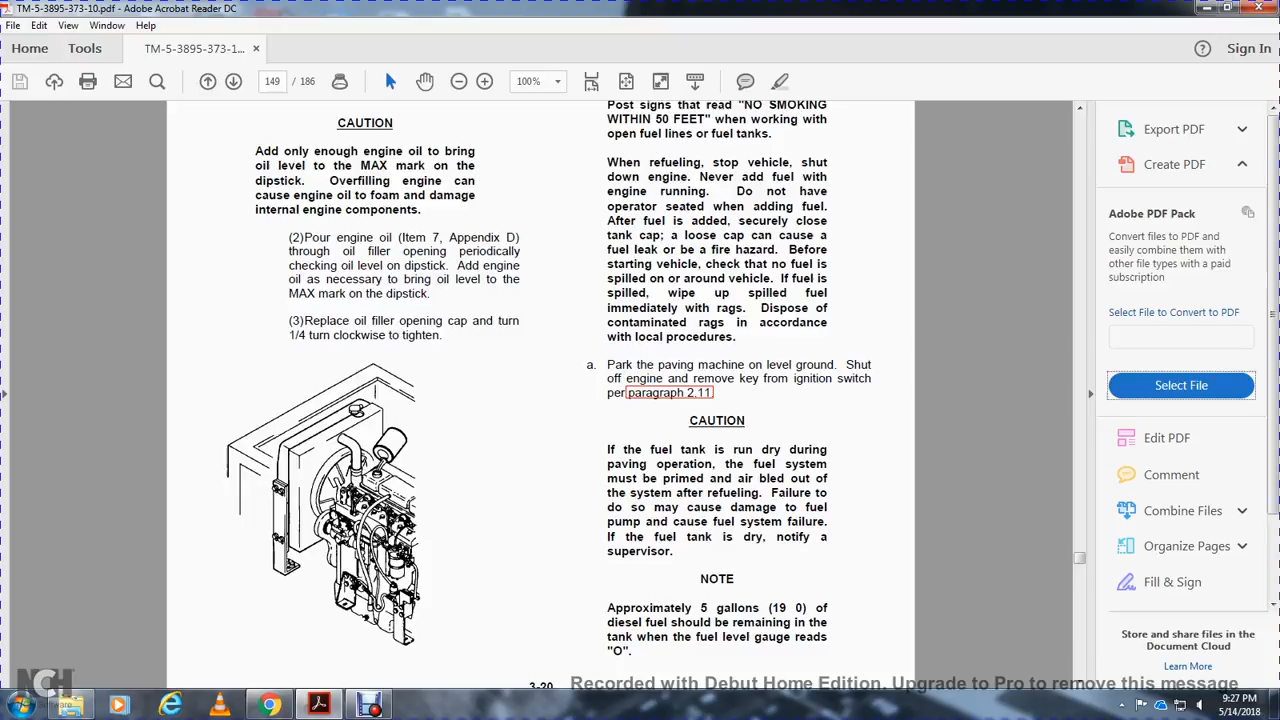 TM-5-3895-373-10.pdf - Adobe Acrobat Reader DC
File Edit View Window Help
Home Tools TM-5-3895-373-1... × Sign In
149 / 186 100%
CAUTION
Add only enough engine oil to bring
oil level to the MAX mark on the
dipstick. Overfilling engine can
cause engine oil to foam and damage
internal engine components.
(2)Pour engine oil (Item 7, Appendix D)
through oil filler opening periodically
checking oil level on dipstick. Add engine
oil as necessary to bring oil level to the
MAX mark on the dipstick.
(3)Replace oil filler opening cap and turn
1/4 turn clockwise to tighten.
Post signs that read "NO SMOKING
WITHIN 50 FEET" when working with
open fuel lines or fuel tanks.
When refueling, stop vehicle, shut
down engine. Never add fuel with
engine running. Do not have
operator seated when adding fuel.
After fuel is added, securely close
tank cap; a loose cap can cause a
fuel leak or be a fire hazard. Before
starting vehicle, check that no fuel is
spilled on or around vehicle. If fuel is
spilled, wipe up spilled fuel
immediately with rags. Dispose of
contaminated rags in accordance
with local procedures.
a. Park the paving machine on level ground. Shut
off engine and remove key from ignition switch
per paragraph 2.11
CAUTION
If the fuel tank is run dry during
paving operation, the fuel system
must be primed and air bled out of
the system after refueling. Failure to
do so may cause damage to fuel
pump and cause fuel system failure.
If the fuel tank is dry, notify a
supervisor.
NOTE
Approximately 5 gallons (19 0) of
diesel fuel should be remaining in the
tank when the fuel level gauge reads
"O".
3-20
Export PDF
Create PDF
Adobe PDF Pack
Convert files to PDF and
easily combine them with
other file types with a paid
subscription
Select File to Convert to PDF
Select File
Edit PDF
Comment
Combine Files
Organize Pages
Fill & Sign
Store and share files in the
Document Cloud
Learn More
NCH
software
Recorded with Debut Home Edition. Upgrade to Pro to remove this message
9:27 PM
5/14/2018